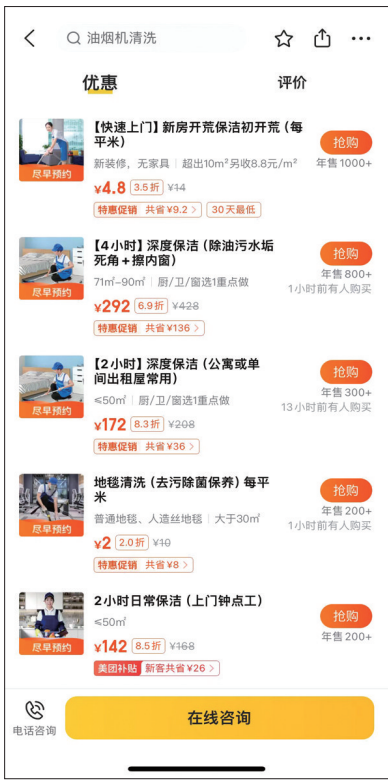 油烟机清洗
优惠
评价
【快速上门】新房开荒保洁初开荒（每
平米）
抢购
新装修，无家具 | 超出10m²另收8.8元/m²
年售1000+
尽早预约
¥4.8 3.5折 ¥14
特惠促销 共省¥9.2 > 30天最低
【4小时】深度保洁（除油污水垢
死角+擦内窗）
抢购
71㎡-90㎡ | 厨/卫/窗选1重点做
年售800+
1小时前有人购买
尽早预约
¥292 6.9折 ¥428
特惠促销 共省¥136 >
【2小时】深度保洁（公寓或单
间出租屋常用）
抢购
≤50㎡ | 厨/卫/窗选1重点做
年售300+
13小时前有人购买
尽早预约
¥172 8.3折 ¥208
特惠促销 共省¥36 >
地毯清洗（去污除菌保养）每平
米
抢购
普通地毯、人造丝地毯 | 大于30㎡
年售200+
1小时前有人购买
尽早预约
¥2 2.0折 ¥10
特惠促销 共省¥8 >
2小时日常保洁（上门钟点工）
抢购
≤50㎡
年售200+
尽早预约
¥142 8.5折 ¥168
美团补贴 新客共省¥26 >
电话咨询
在线咨询